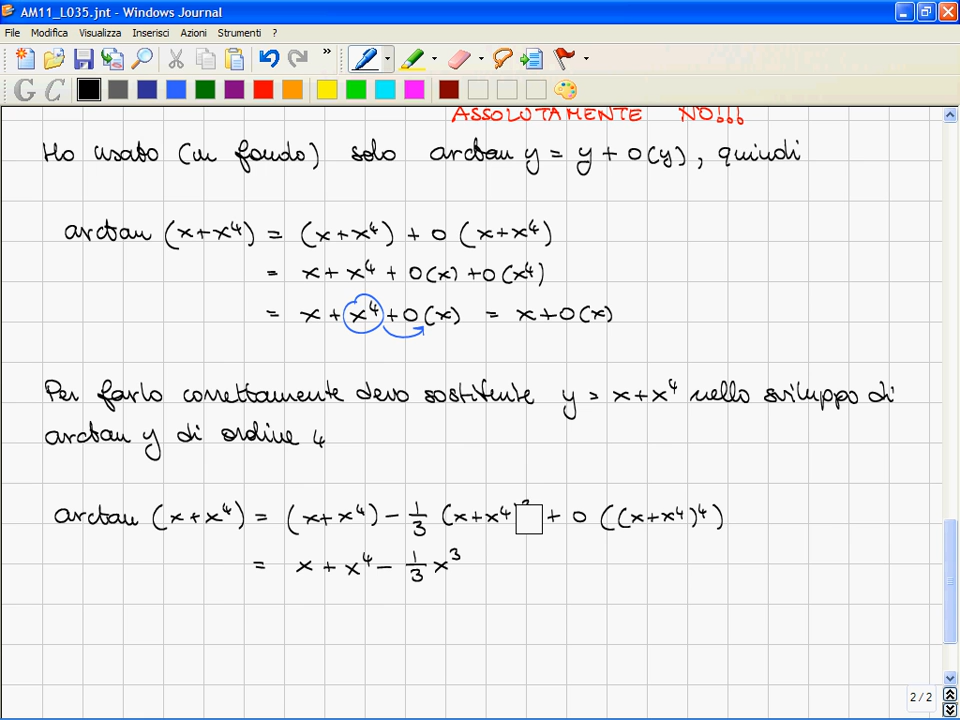 AM11_L035.jnt - Windows Journal
File Modifica Visualizza Inserisci Azioni Strumenti ?
ASSOLUTAMENTE NO!!!
Ho usato (in fondo) solo arctan y = y + o(y), quindi
arctan (x+x⁴) = (x+x⁴) + o (x+x⁴)
= x + x⁴ + o(x) + o(x⁴)
= x + x⁴ + o(x) = x + o(x)
Per farlo correttamente devo sostituire y = x+x⁴ nello sviluppo di
arctan y di ordine 4
arctan (x+x⁴) = (x+x⁴) - 1/3 (x+x⁴)³ + o ((x+x⁴)⁴)
= x + x⁴ - 1/3 x³
2 / 2